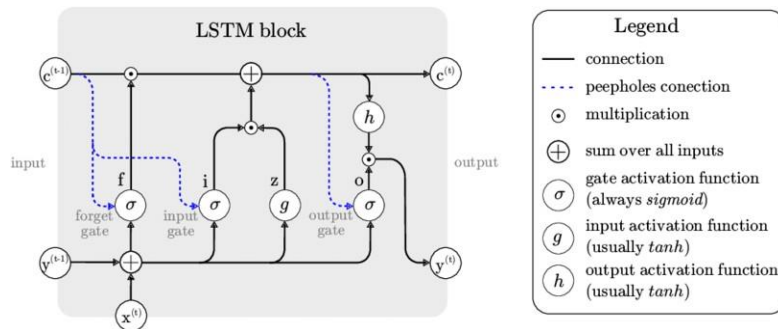 LSTM block
c⁽ᵗ⁻¹⁾
c⁽ᵗ⁾
h
input
output
f
i
z
o
σ
σ
g
σ
forget
gate
input
gate
output
gate
y⁽ᵗ⁻¹⁾
y⁽ᵗ⁾
x⁽ᵗ⁾
Legend
connection
peepholes conection
multiplication
sum over all inputs
σ
gate activation function
(always sigmoid)
g
input activation function
(usually tanh)
h
output activation function
(usually tanh)